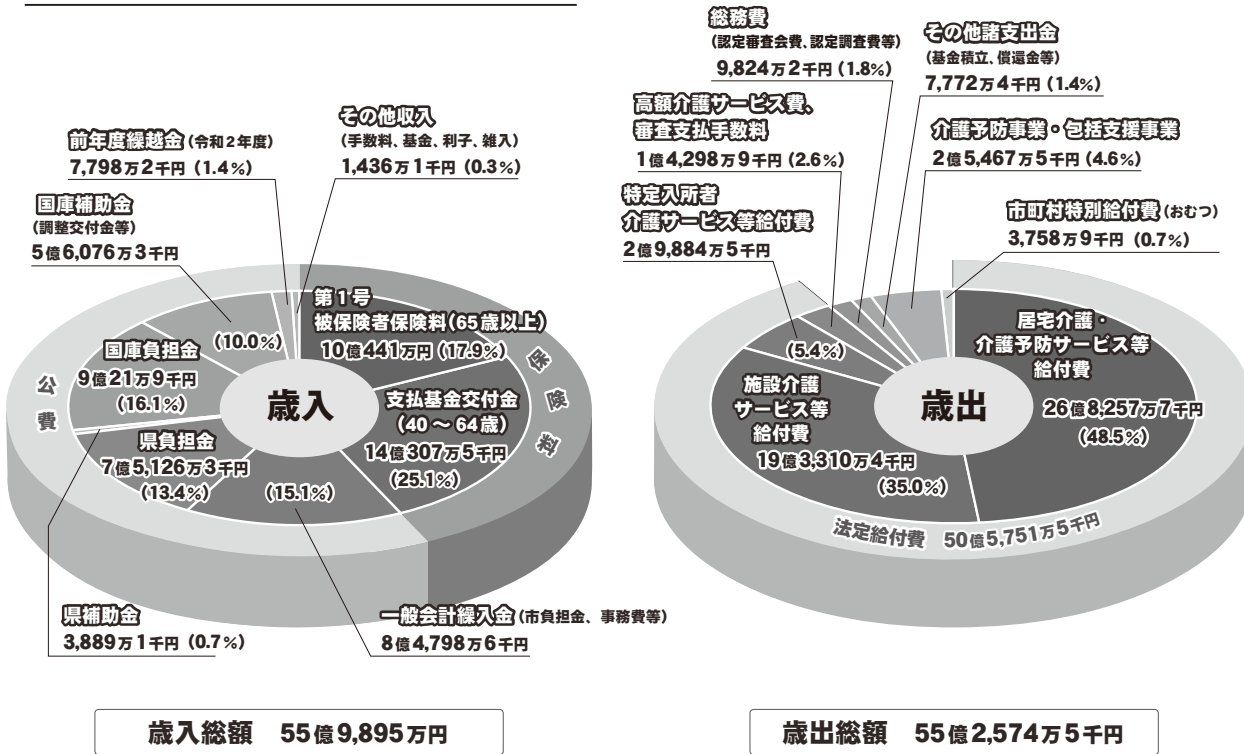 前年度繰越金(令和2年度)
7,798万2千円(1.4%)
その他収入
(手数料、基金、利子、雑入)
1,436万1千円(0.3%)
国庫補助金
(調整交付金等)
5億6,076万3千円
(10.0%)
第1号
被保険者保険料(65歳以上)
10億441万円(17.9%)
国庫負担金
9億21万9千円
(16.1%)
歳入
支払基金交付金
(40~64歳)
14億307万5千円
(25.1%)
県負担金
7億5,126万3千円
(13.4%)
(15.1%)
公費
保険料
県補助金
3,889万1千円(0.7%)
一般会計繰入金(市負担金、事務費等)
8億4,798万6千円
歳入総額 55億9,895万円
総務費
(認定審査会費、認定調査費等)
9,824万2千円(1.8%)
その他諸支出金
(基金積立、償還金等)
7,772万4千円(1.4%)
高額介護サービス費、
審査支払手数料
1億4,298万9千円(2.6%)
介護予防事業・包括支援事業
2億5,467万5千円(4.6%)
特定入所者
介護サービス等給付費
2億9,884万5千円
市町村特別給付費(おむつ)
3,758万9千円(0.7%)
(5.4%)
居宅介護・
介護予防サービス等
給付費
26億8,257万7千円
(48.5%)
歳出
施設介護
サービス等
給付費
19億3,310万4千円
(35.0%)
法定給付費 50億5,751万5千円
歳出総額 55億2,574万5千円